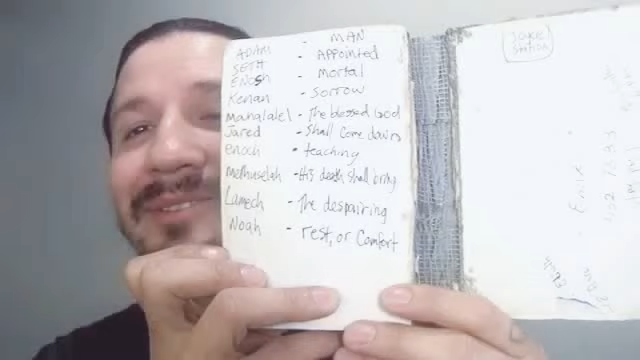 ADAM - MAN
SETH - Appointed
ENOSH - mortal
Kenan - sorrow
mahalalel - The blessed God
Jared - shall come down
enoch - teaching
methuselah - His death shall bring
Lamech - The despairing
Noah - rest, or comfort